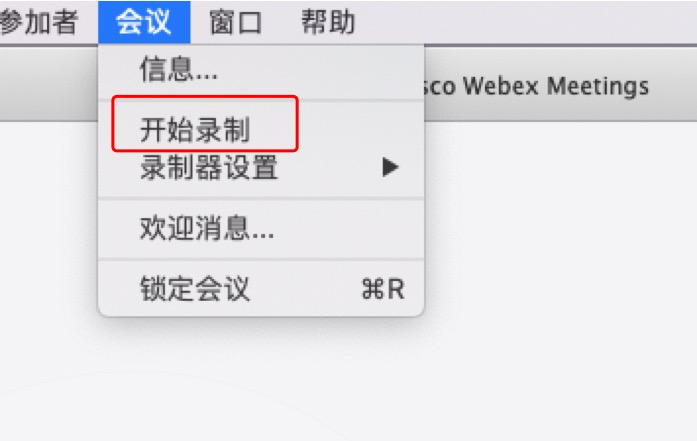 参加者 会议 窗口 帮助
信息...
sco Webex Meetings
开始录制
录制器设置 ▶
欢迎消息...
锁定会议 ⌘R